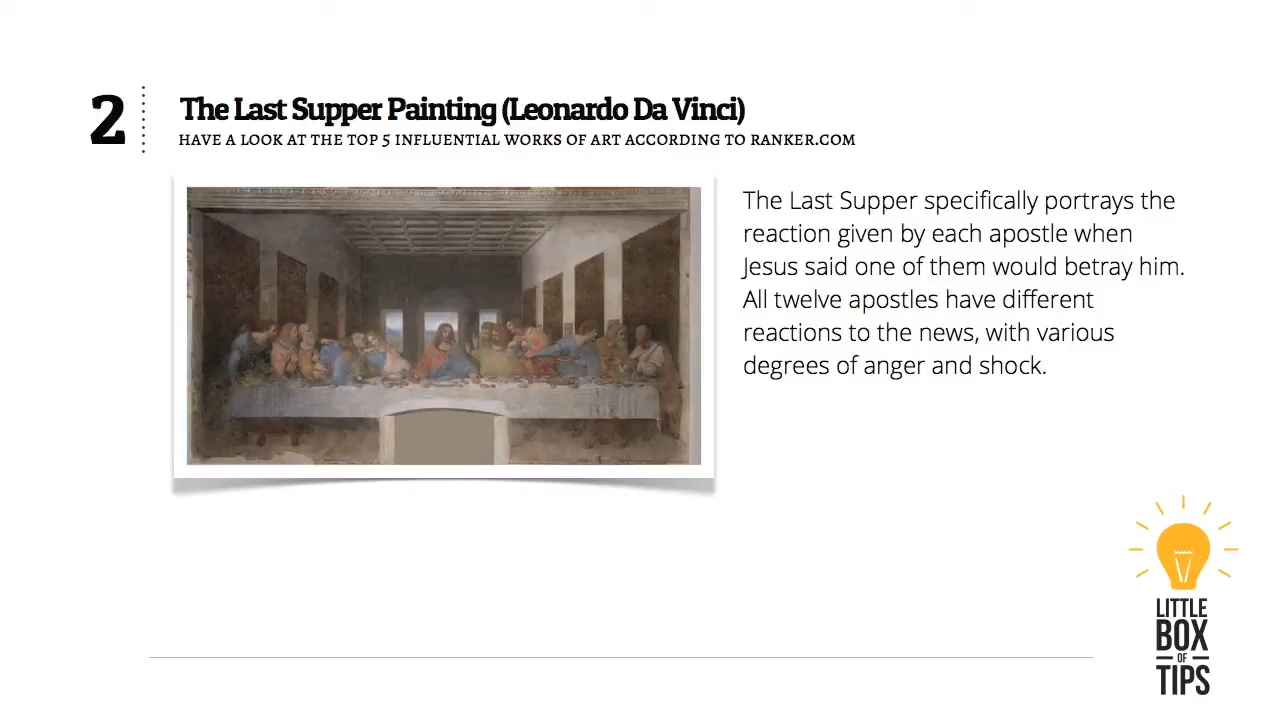 2
The Last Supper Painting (Leonardo Da Vinci)
HAVE A LOOK AT THE TOP 5 INFLUENTIAL WORKS OF ART ACCORDING TO RANKER.COM
The Last Supper specifically portrays the
reaction given by each apostle when
Jesus said one of them would betray him.
All twelve apostles have different
reactions to the news, with various
degrees of anger and shock.
LITTLE
BOX
OF
TIPS